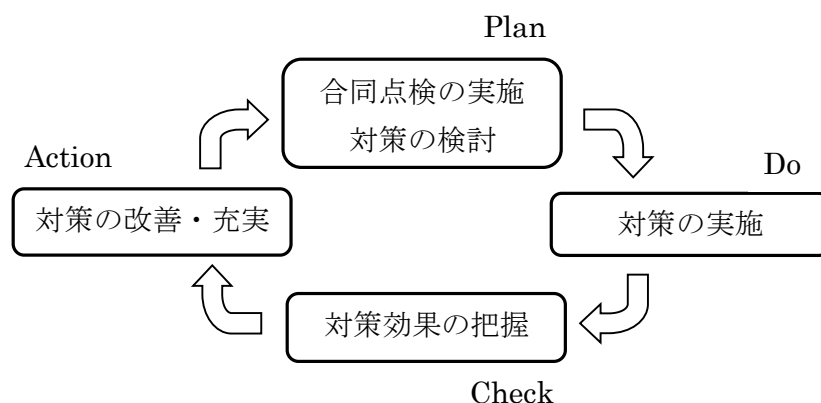 Plan
合同点検の実施
対策の検討
Action
Do
対策の改善・充実
対策の実施
対策効果の把握
Check